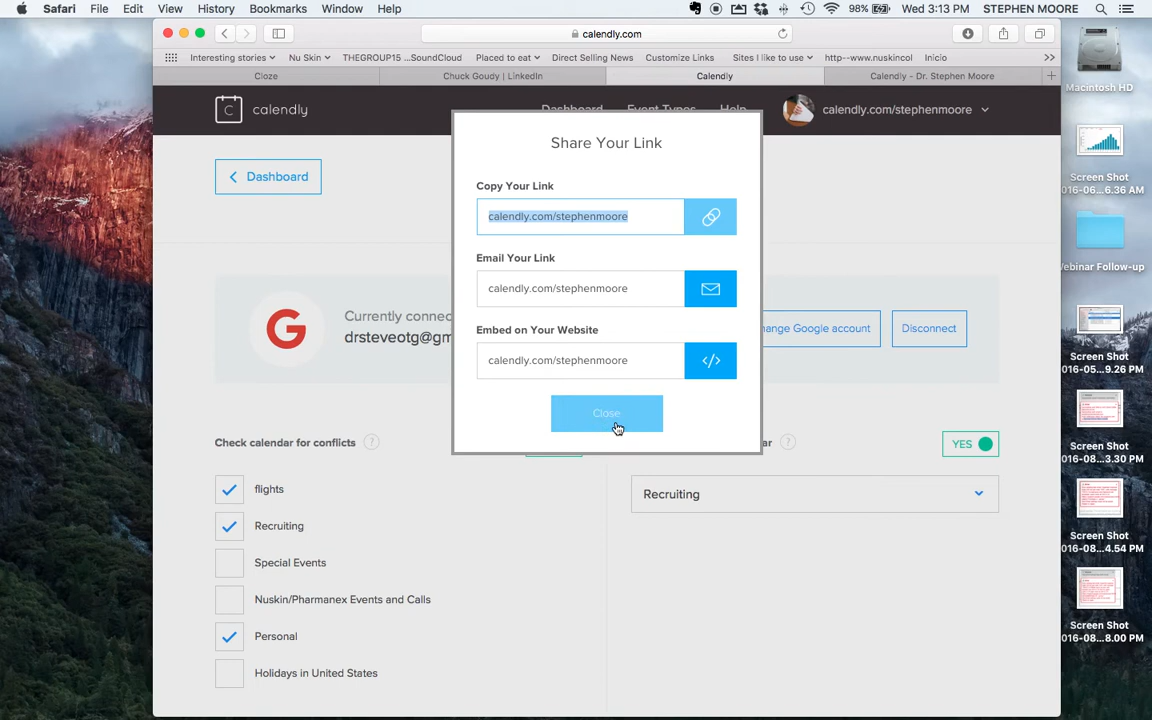 Safari File Edit View History Bookmarks Window Help 98% Wed 3:13 PM STEPHEN MOORE
calendly.com
Interesting stories Nu Skin THEGROUP15 ...SoundCloud Placed to eat Direct Selling News Customize Links Sites I like to use http--www.nuskincol Inicio
Cloze Chuck Goudy | LinkedIn Calendly Calendly - Dr. Stephen Moore
C calendly Dashboard Event Types Help calendly.com/stephenmoore
Dashboard
Share Your Link
Copy Your Link
calendly.com/stephenmoore
Email Your Link
calendly.com/stephenmoore
Embed on Your Website
calendly.com/stephenmoore
Close
Currently connec
drsteveotg@gm
ange Google account Disconnect
Check calendar for conflicts ?
ar ? YES
flights
Recruiting
Special Events
Nuskin/Pharmanex Events and Calls
Personal
Holidays in United States
Recruiting
Macintosh HD
Screen Shot
016-06...6.36 AM
ebinar Follow-up
Screen Shot
016-05...9.26 PM
Screen Shot
016-08...3.30 PM
Screen Shot
016-08...4.54 PM
Screen Shot
016-08...8.00 PM